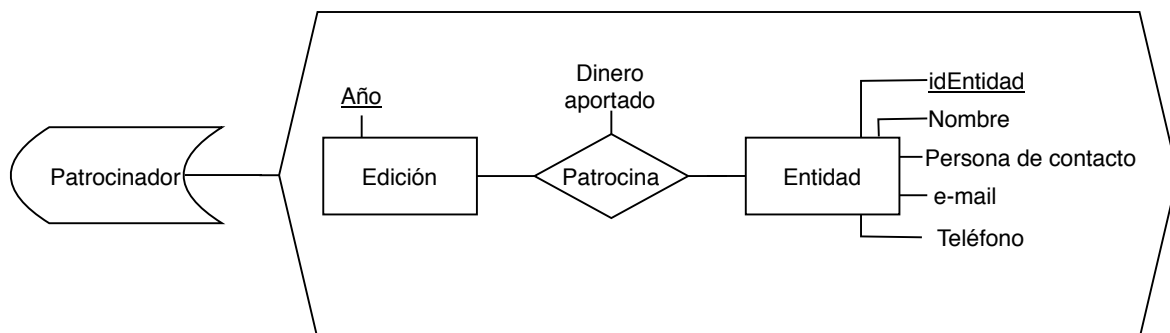 Patrocinador
Año
Edición
Dinero
aportado
Patrocina
Entidad
idEntidad
Nombre
Persona de contacto
e-mail
Teléfono